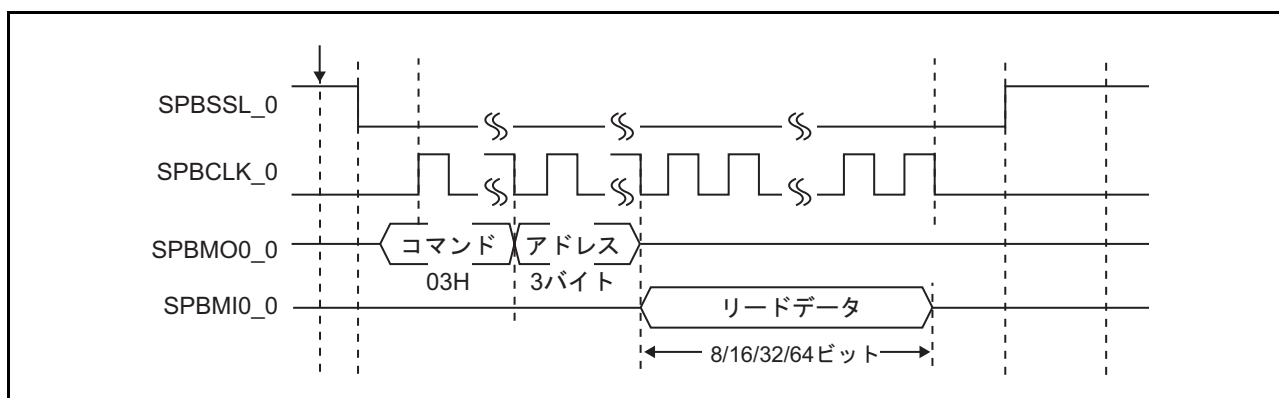 SPBSSL_0
SPBCLK_0
SPBMO0_0
コマンド アドレス
03H 3バイト
SPBMI0_0
リードデータ
8/16/32/64ビット